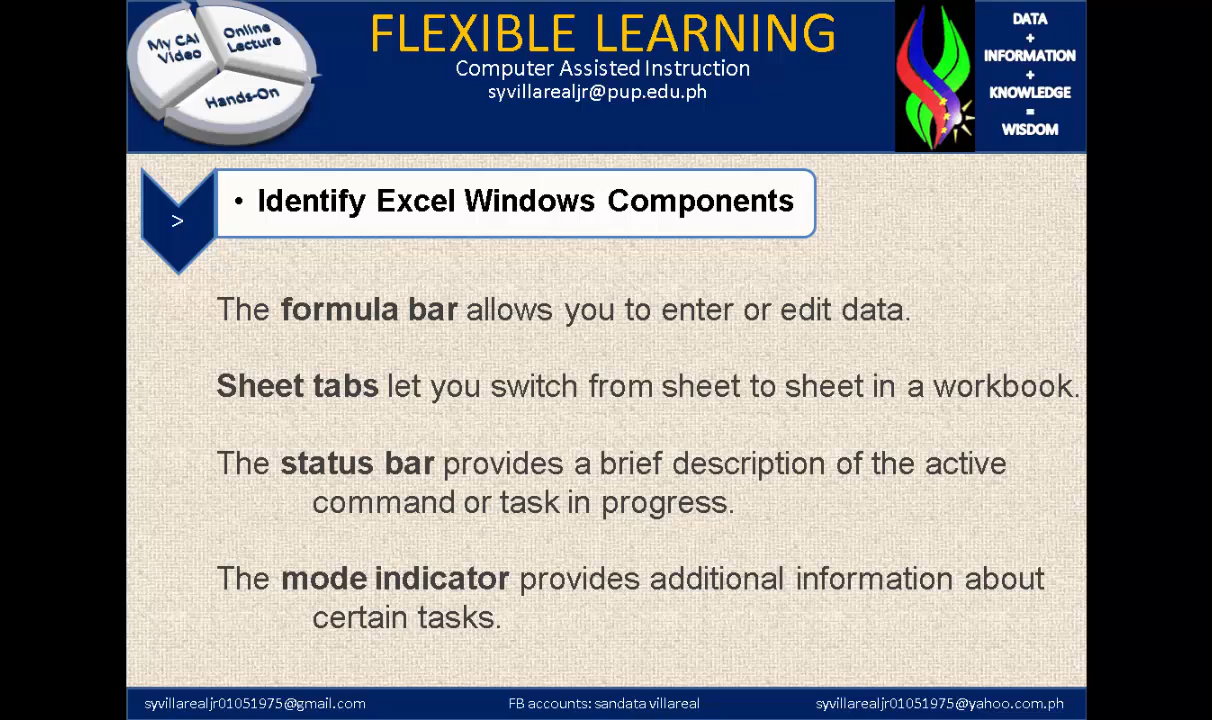 My CAI
Video
Online
Lecture
Hands-On
FLEXIBLE LEARNING
Computer Assisted Instruction
syvillarealjr@pup.edu.ph
DATA
+
INFORMATION
+
KNOWLEDGE
=
WISDOM
>
• Identify Excel Windows Components
The formula bar allows you to enter or edit data.
Sheet tabs let you switch from sheet to sheet in a workbook.
The status bar provides a brief description of the active
command or task in progress.
The mode indicator provides additional information about
certain tasks.
syvillarealjr01051975@gmail.com
FB accounts: sandata villareal
syvillarealjr01051975@yahoo.com.ph